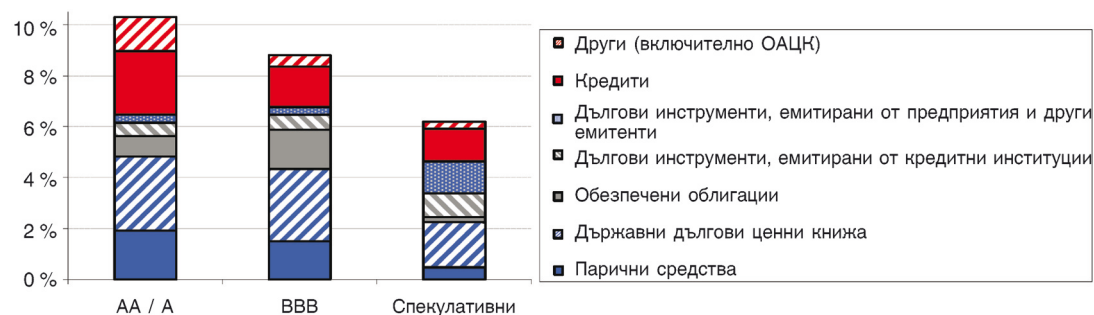 10 %
8 %
6 %
4 %
2 %
0 %
АА / А
BBB
Спекулативни
Други (включително ОАЦК)
Кредити
Дългови инструменти, емитирани от предприятия и други
емитенти
Дългови инструменти, емитирани от кредитни институции
Обезпечени облигации
Държавни дългови ценни книжа
Парични средства